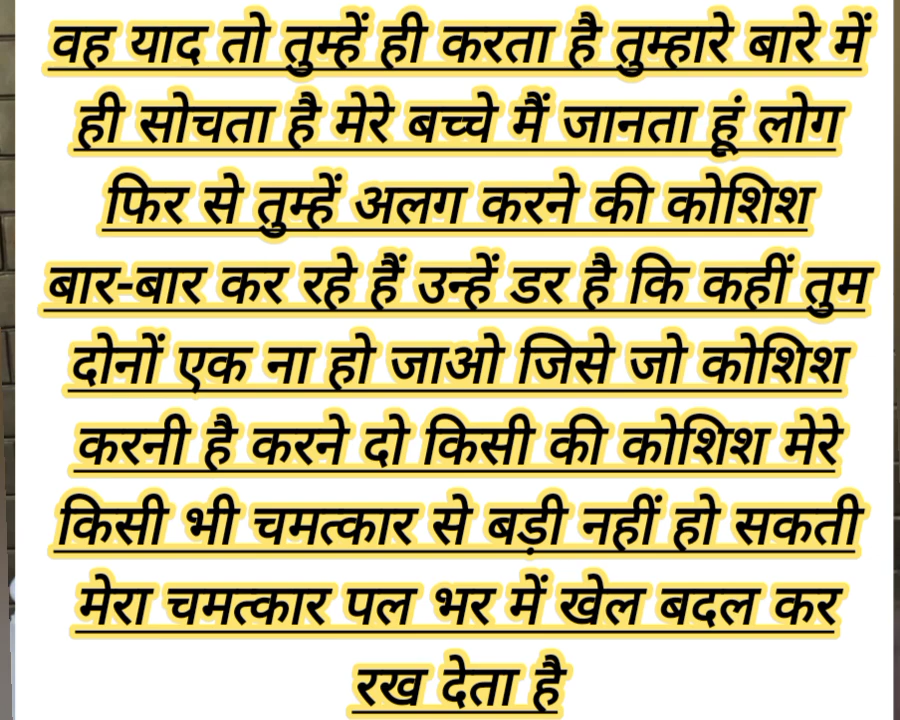 वह याद तो तुम्हें ही करता है तुम्हारे बारे में
ही सोचता है मेरे बच्चे मैं जानता हूं लोग
फिर से तुम्हें अलग करने की कोशिश
बार-बार कर रहे हैं उन्हें डर है कि कहीं तुम
दोनों एक ना हो जाओ जिसे जो कोशिश
करनी है करने दो किसी की कोशिश मेरे
किसी भी चमत्कार से बड़ी नहीं हो सकती
मेरा चमत्कार पल भर में खेल बदल कर
रख देता है